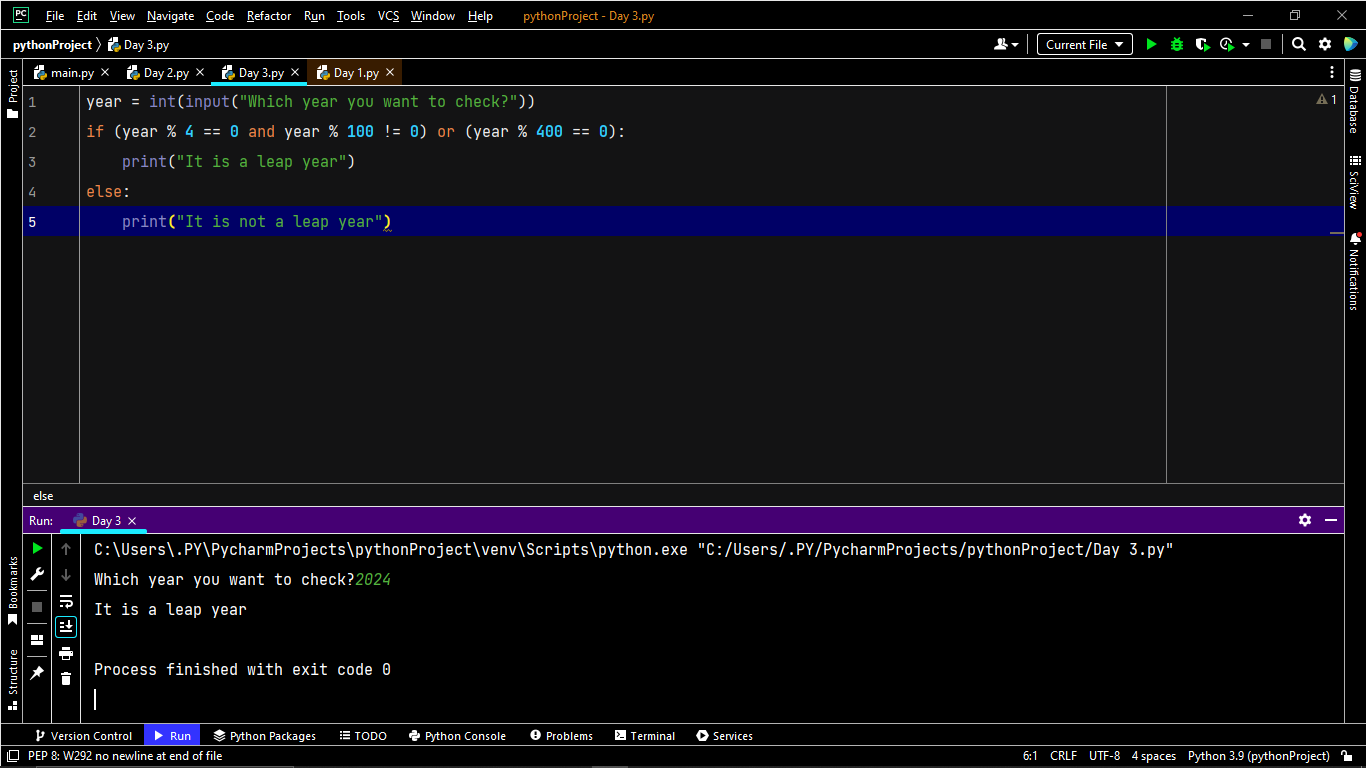 PC File Edit View Navigate Code Refactor Run Tools VCS Window Help pythonProject - Day 3.py
pythonProject Day 3.py Current File
main.py Day 2.py Day 3.py Day 1.py
Project
1 year = int(input("Which year you want to check?")) 1
2 if (year % 4 == 0 and year % 100 != 0) or (year % 400 == 0):
3 print("It is a leap year")
4 else:
5 print("It is not a leap year")
Database
SciView
Notifications
else
Run: Day 3
C:\Users\.PY\PycharmProjects\pythonProject\venv\Scripts\python.exe "C:/Users/.PY/PycharmProjects/pythonProject/Day 3.py"
Which year you want to check?2024
It is a leap year
Process finished with exit code 0
Bookmarks
Structure
Version Control Run Python Packages TODO Python Console Problems Terminal Services
PEP 8: W292 no newline at end of file 6:1 CRLF UTF-8 4 spaces Python 3.9 (pythonProject)